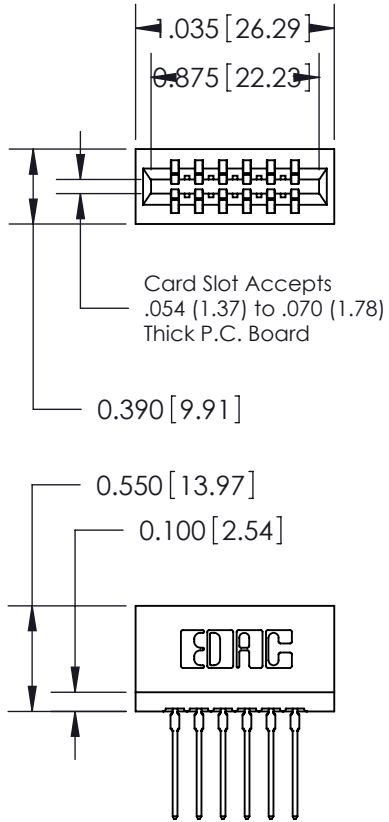 1.035 [26.29]
0.875 [22.23]
Card Slot Accepts
.054 (1.37) to .070 (1.78)
Thick P.C. Board
0.390 [9.91]
0.550 [13.97]
0.100 [2.54]
EDAC